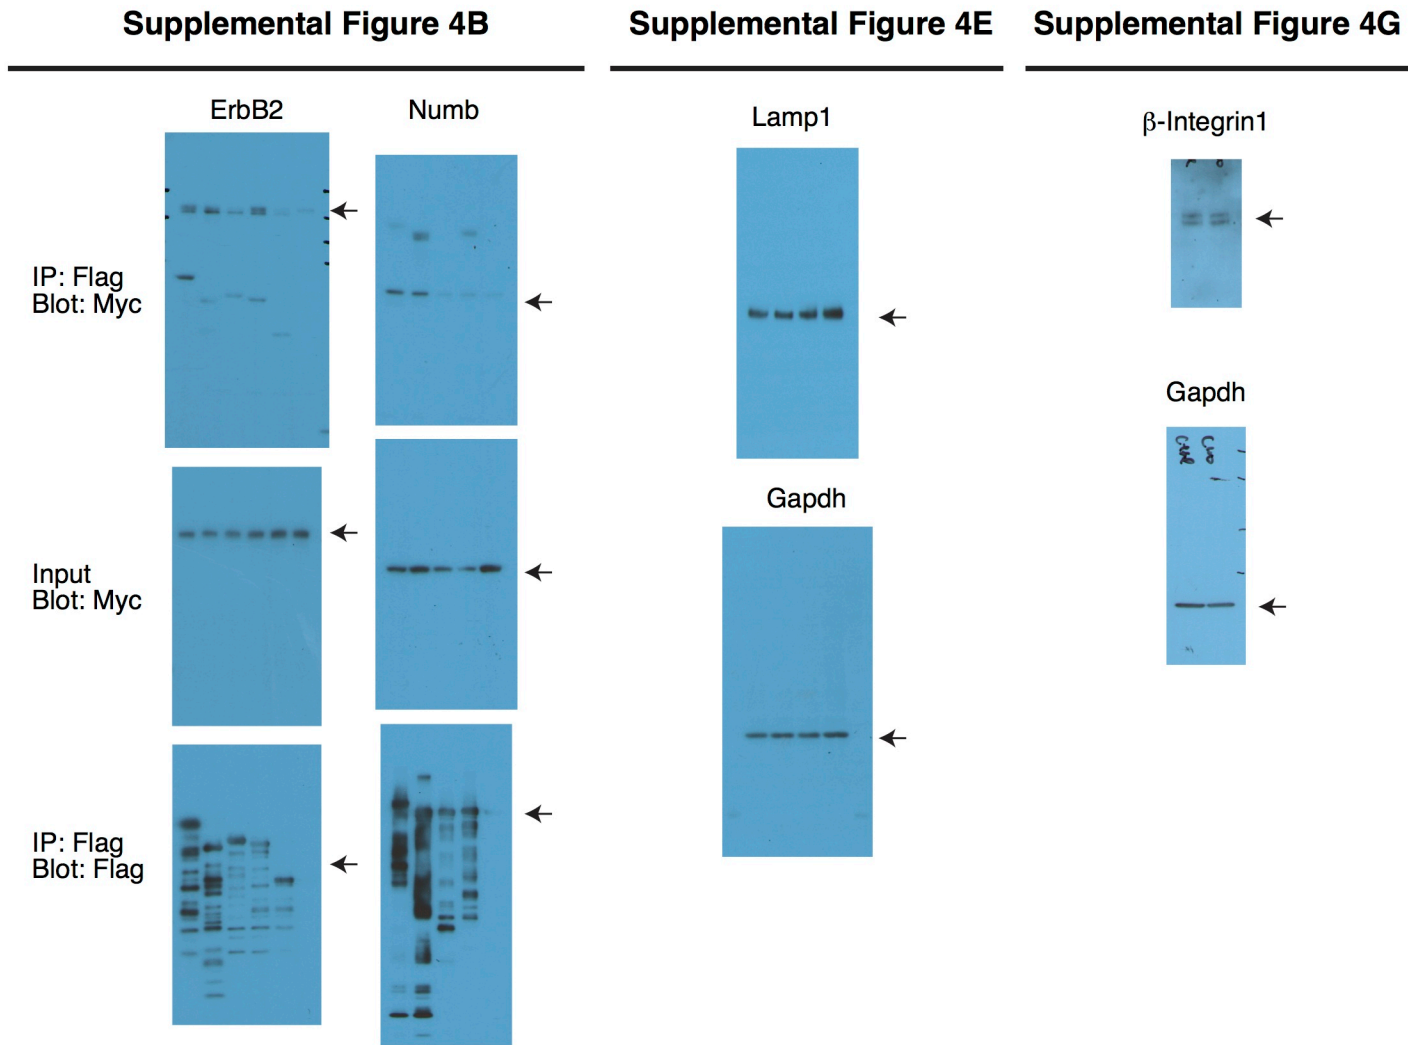 Supplemental Figure 4B
Supplemental Figure 4E
Supplemental Figure 4G
ErbB2
Numb
Lamp1
β-Integrin1
IP: Flag
Blot: Myc
Gapdh
Gapdh
Input
Blot: Myc
IP: Flag
Blot: Flag